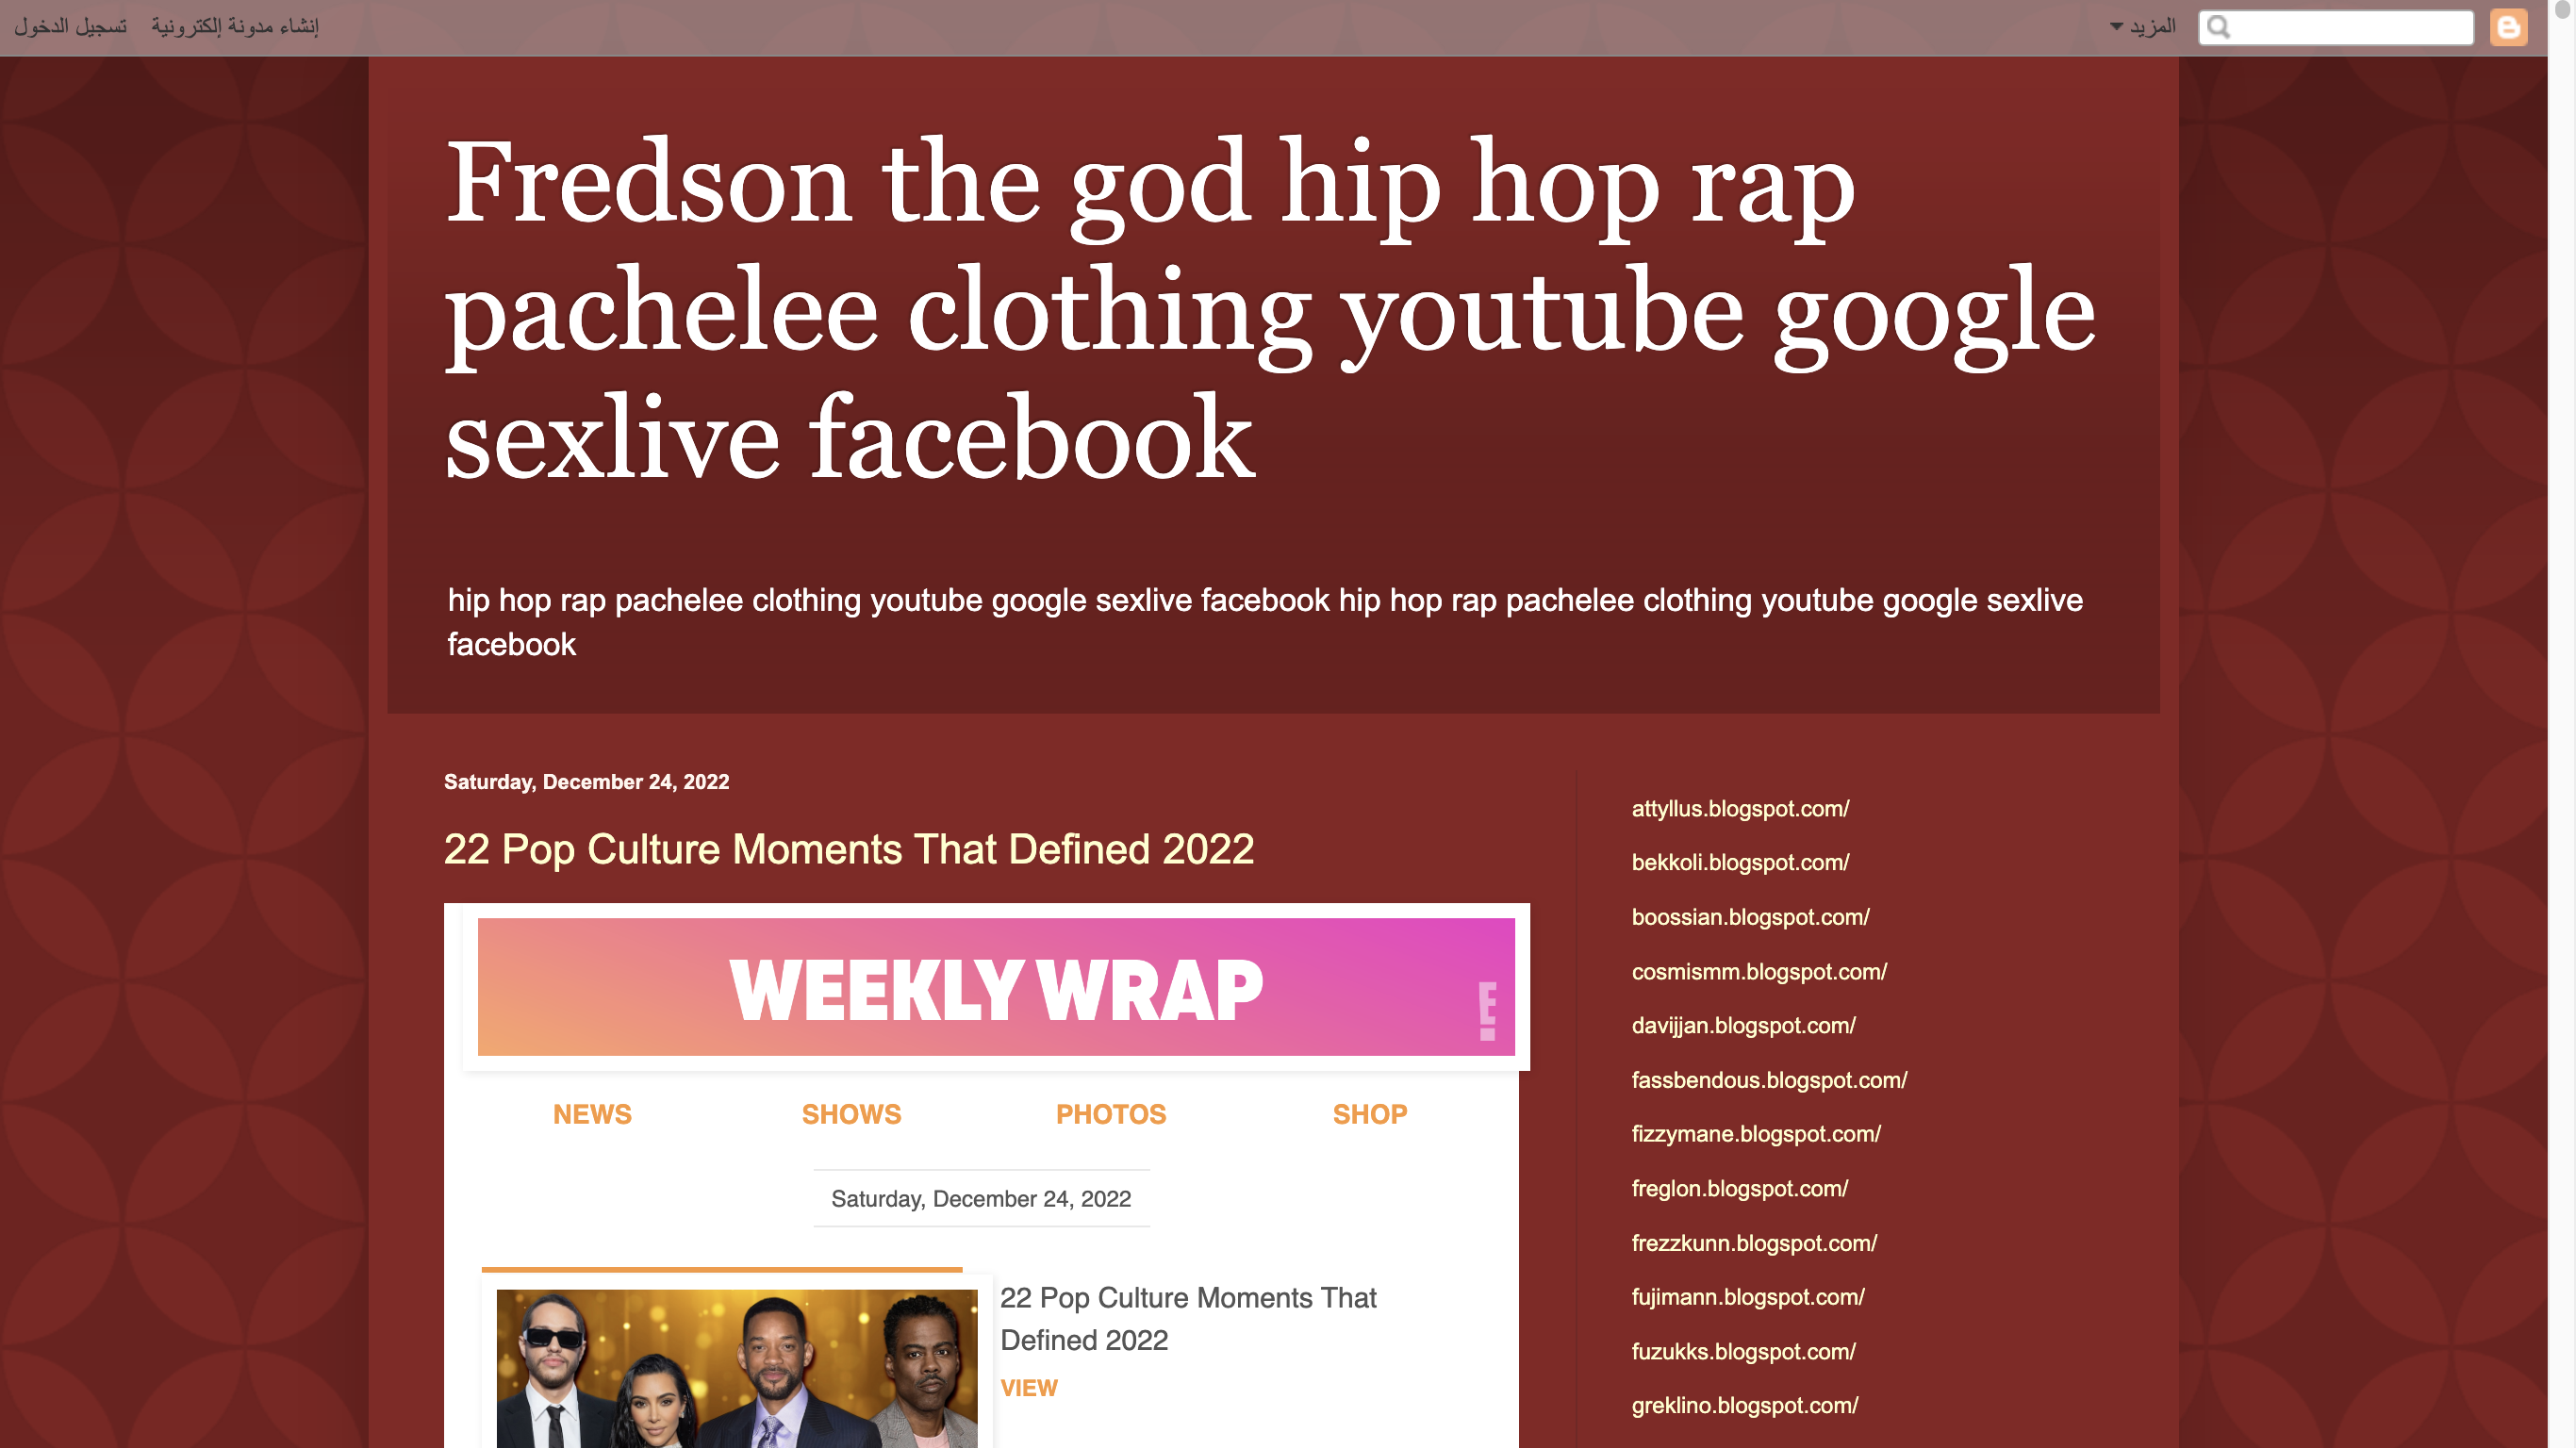 تسجيل الدخول
إنشاء مدونة إلكترونية
المزيد
Fredson the god hip hop rap
pachelee clothing youtube google
sexlive facebook
hip hop rap pachelee clothing youtube google sexlive facebook hip hop rap pachelee clothing youtube google sexlive
facebook
Saturday, December 24, 2022
22 Pop Culture Moments That Defined 2022
WEEKLY WRAP
E!
NEWS
SHOWS
PHOTOS
SHOP
Saturday, December 24, 2022
22 Pop Culture Moments That
Defined 2022
VIEW
attyllus.blogspot.com/
bekkoli.blogspot.com/
boossian.blogspot.com/
cosmismm.blogspot.com/
davijjan.blogspot.com/
fassbendous.blogspot.com/
fizzymane.blogspot.com/
freglon.blogspot.com/
frezzkunn.blogspot.com/
fujimann.blogspot.com/
fuzukks.blogspot.com/
greklino.blogspot.com/